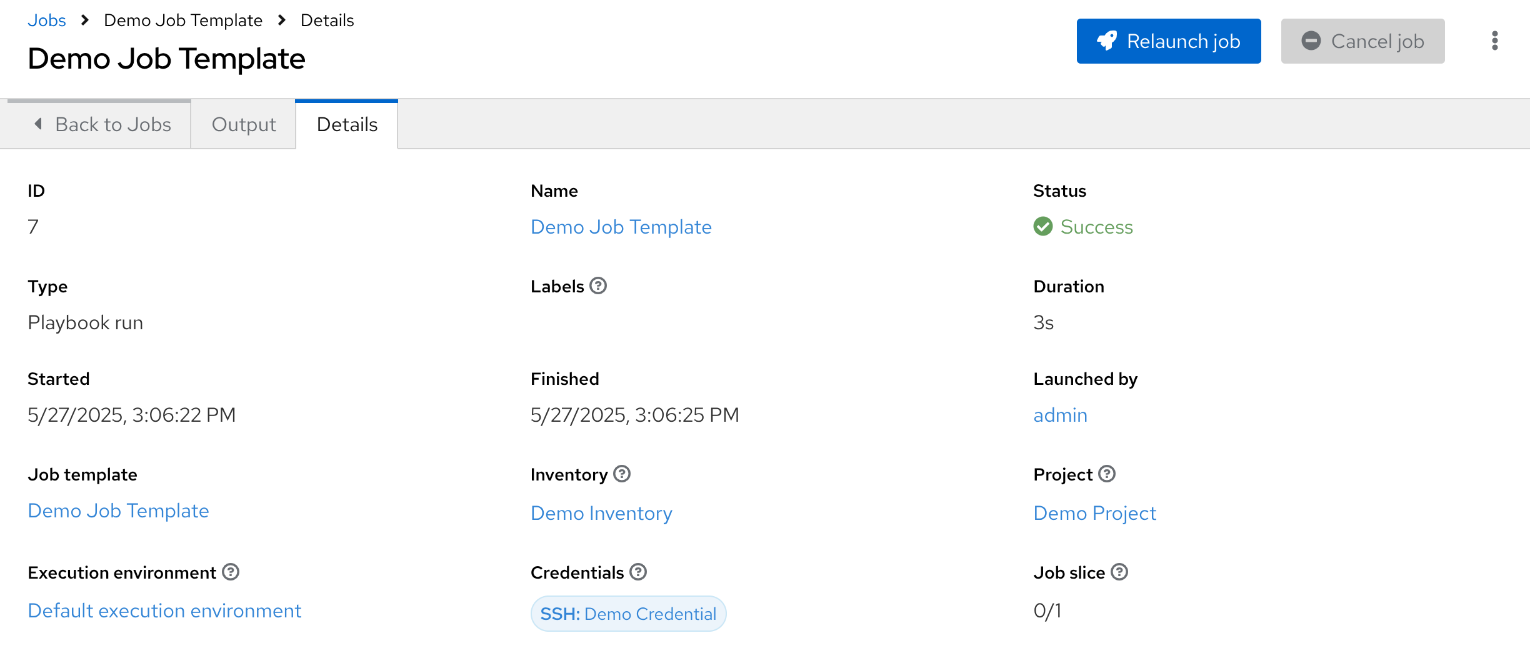 Jobs > Demo Job Template > Details
Demo Job Template
Relaunch job
Cancel job
Back to Jobs
Output
Details
ID
Name
Status
7
Demo Job Template
Success
Type
Labels
Duration
Playbook run
3s
Started
Finished
Launched by
5/27/2025, 3:06:22 PM
5/27/2025, 3:06:25 PM
admin
Job template
Inventory
Project
Demo Job Template
Demo Inventory
Demo Project
Execution environment
Credentials
Job slice
Default execution environment
SSH: Demo Credential
0/1